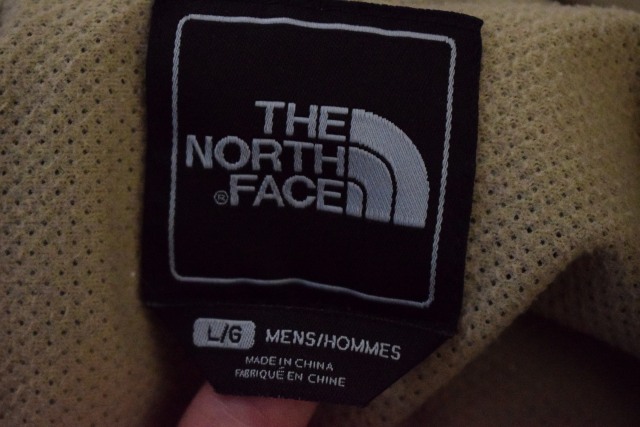 THE
NORTH
®FACE
L/G MENS/HOMMES
MADE IN CHINA
FABRIQUÉ EN CHINE